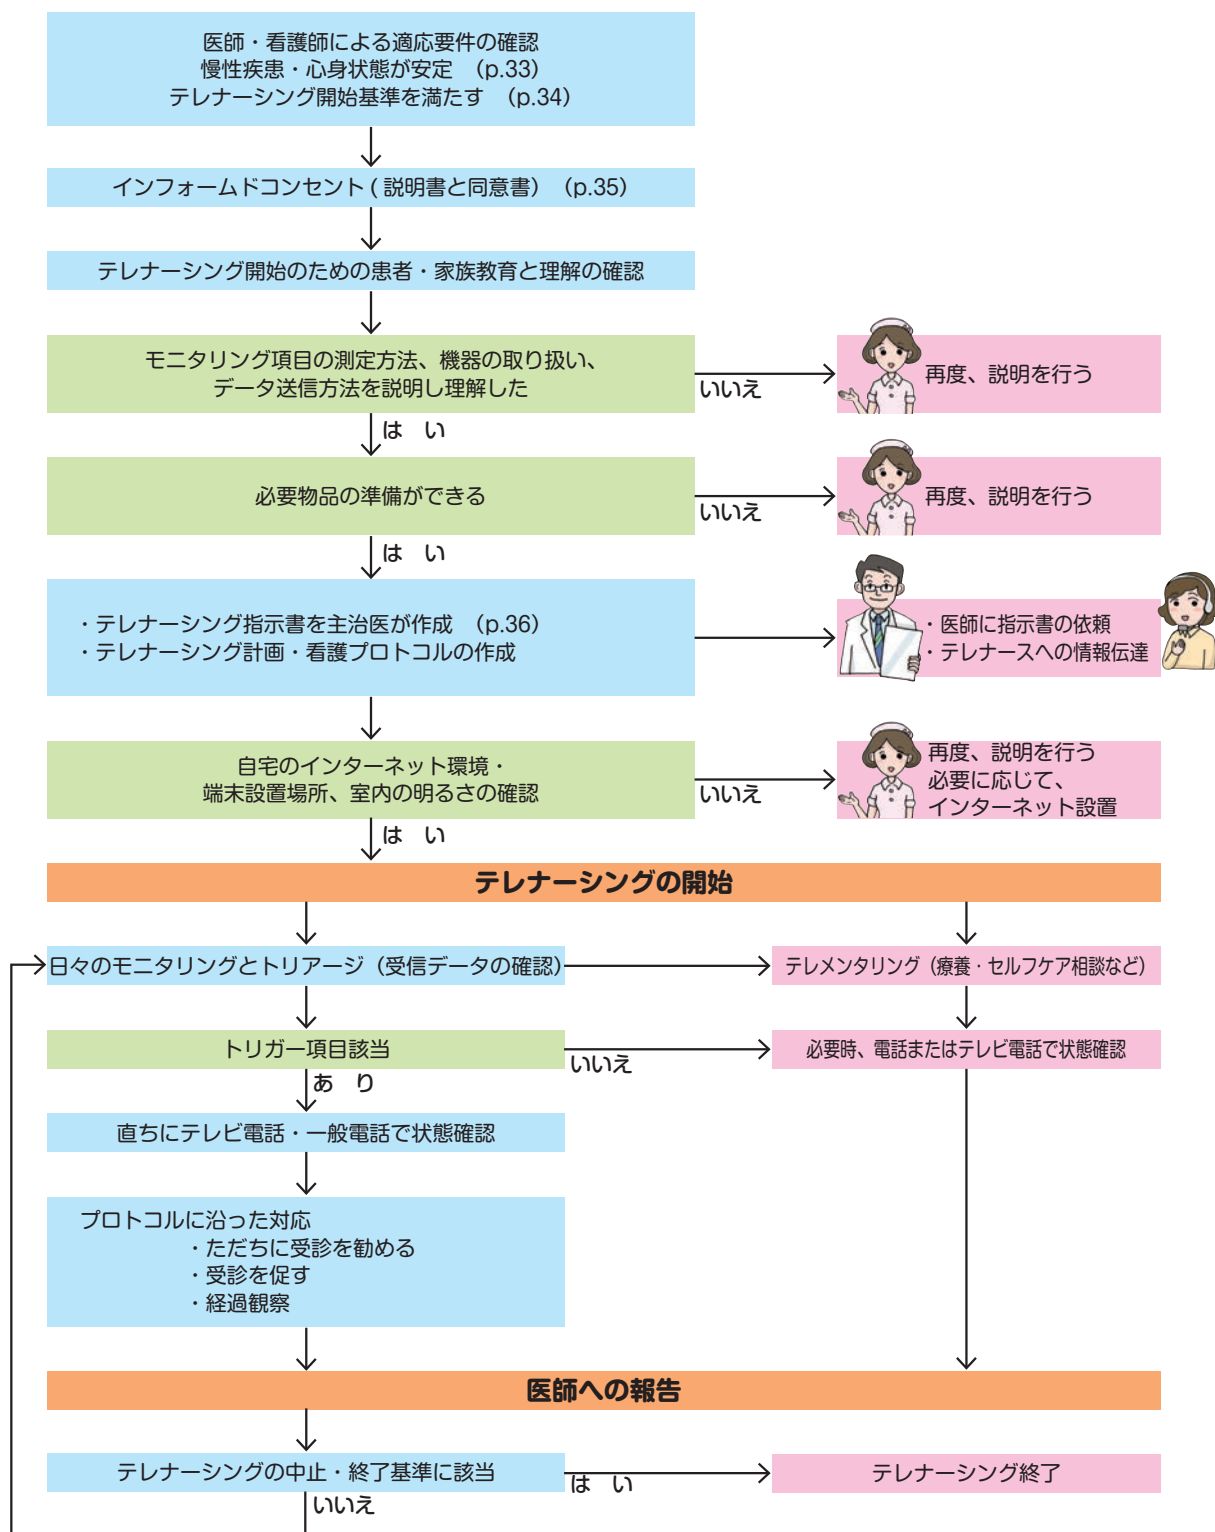 医師・看護師による適応要件の確認
慢性疾患・心身状態が安定 (p.33)
テレナーシング開始基準を満たす (p.34)
インフォームドコンセント ( 説明書と同意書) (p.35)
テレナーシング開始のための患者・家族教育と理解の確認
モニタリング項目の測定方法、機器の取り扱い、
データ送信方法を説明し理解した
いいえ
再度、説明を行う
は い
必要物品の準備ができる
いいえ
再度、説明を行う
は い
・テレナーシング指示書を主治医が作成 (p.36)
・テレナーシング計画・看護プロトコルの作成
・医師に指示書の依頼
・テレナースへの情報伝達
自宅のインターネット環境・
端末設置場所、室内の明るさの確認
いいえ
再度、説明を行う
必要に応じて、
インターネット設置
は い
テレナーシングの開始
日々のモニタリングとトリアージ(受信データの確認)
テレメンタリング(療養・セルフケア相談など)
トリガー項目該当
いいえ
必要時、電話またはテレビ電話で状態確認
あ り
直ちにテレビ電話・一般電話で状態確認
プロトコルに沿った対応
・ただちに受診を勧める
・受診を促す
・経過観察
医師への報告
テレナーシングの中止・終了基準に該当
は い
テレナーシング終了
いいえ